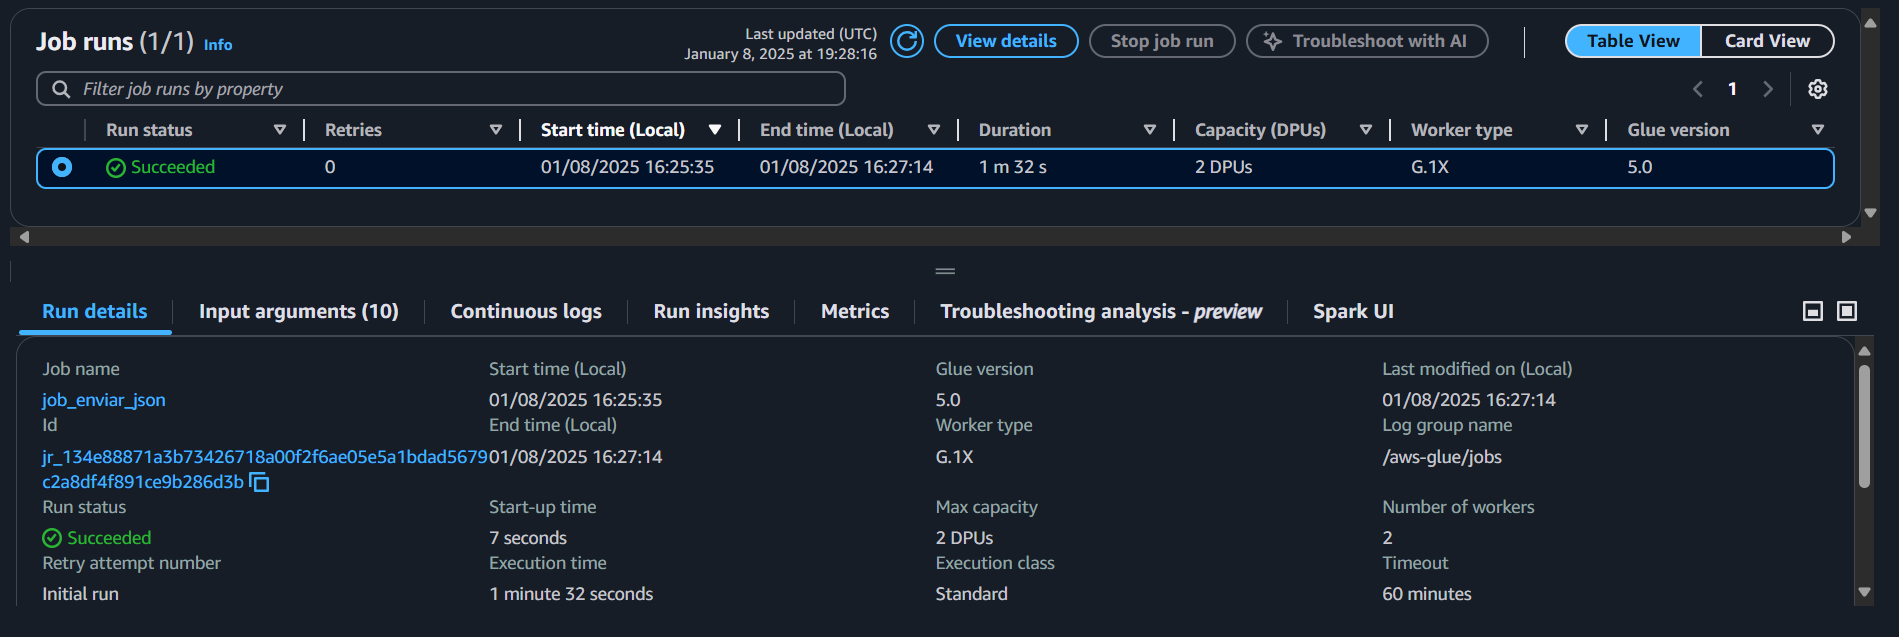 Job runs (1/1) Info
Last updated (UTC)
January 8, 2025 at 19:28:16
View details
Stop job run
Troubleshoot with AI
Table View
Card View
Filter job runs by property
1
Run status Retries Start time (Local) End time (Local) Duration Capacity (DPUs) Worker type Glue version
Succeeded 0 01/08/2025 16:25:35 01/08/2025 16:27:14 1 m 32 s 2 DPUs G.1X 5.0
Run details Input arguments (10) Continuous logs Run insights Metrics Troubleshooting analysis - preview Spark UI
Job name Start time (Local) Glue version Last modified on (Local)
job_enviar_json 01/08/2025 16:25:35 5.0 01/08/2025 16:27:14
Id End time (Local) Worker type Log group name
jr_134e88871a3b73426718a00f2f6ae05e5a1bdad5679 01/08/2025 16:27:14 G.1X /aws-glue/jobs
c2a8df4f891ce9b286d3b
Run status Start-up time Max capacity Number of workers
Succeeded 7 seconds 2 DPUs 2
Retry attempt number Execution time Execution class Timeout
Initial run 1 minute 32 seconds Standard 60 minutes